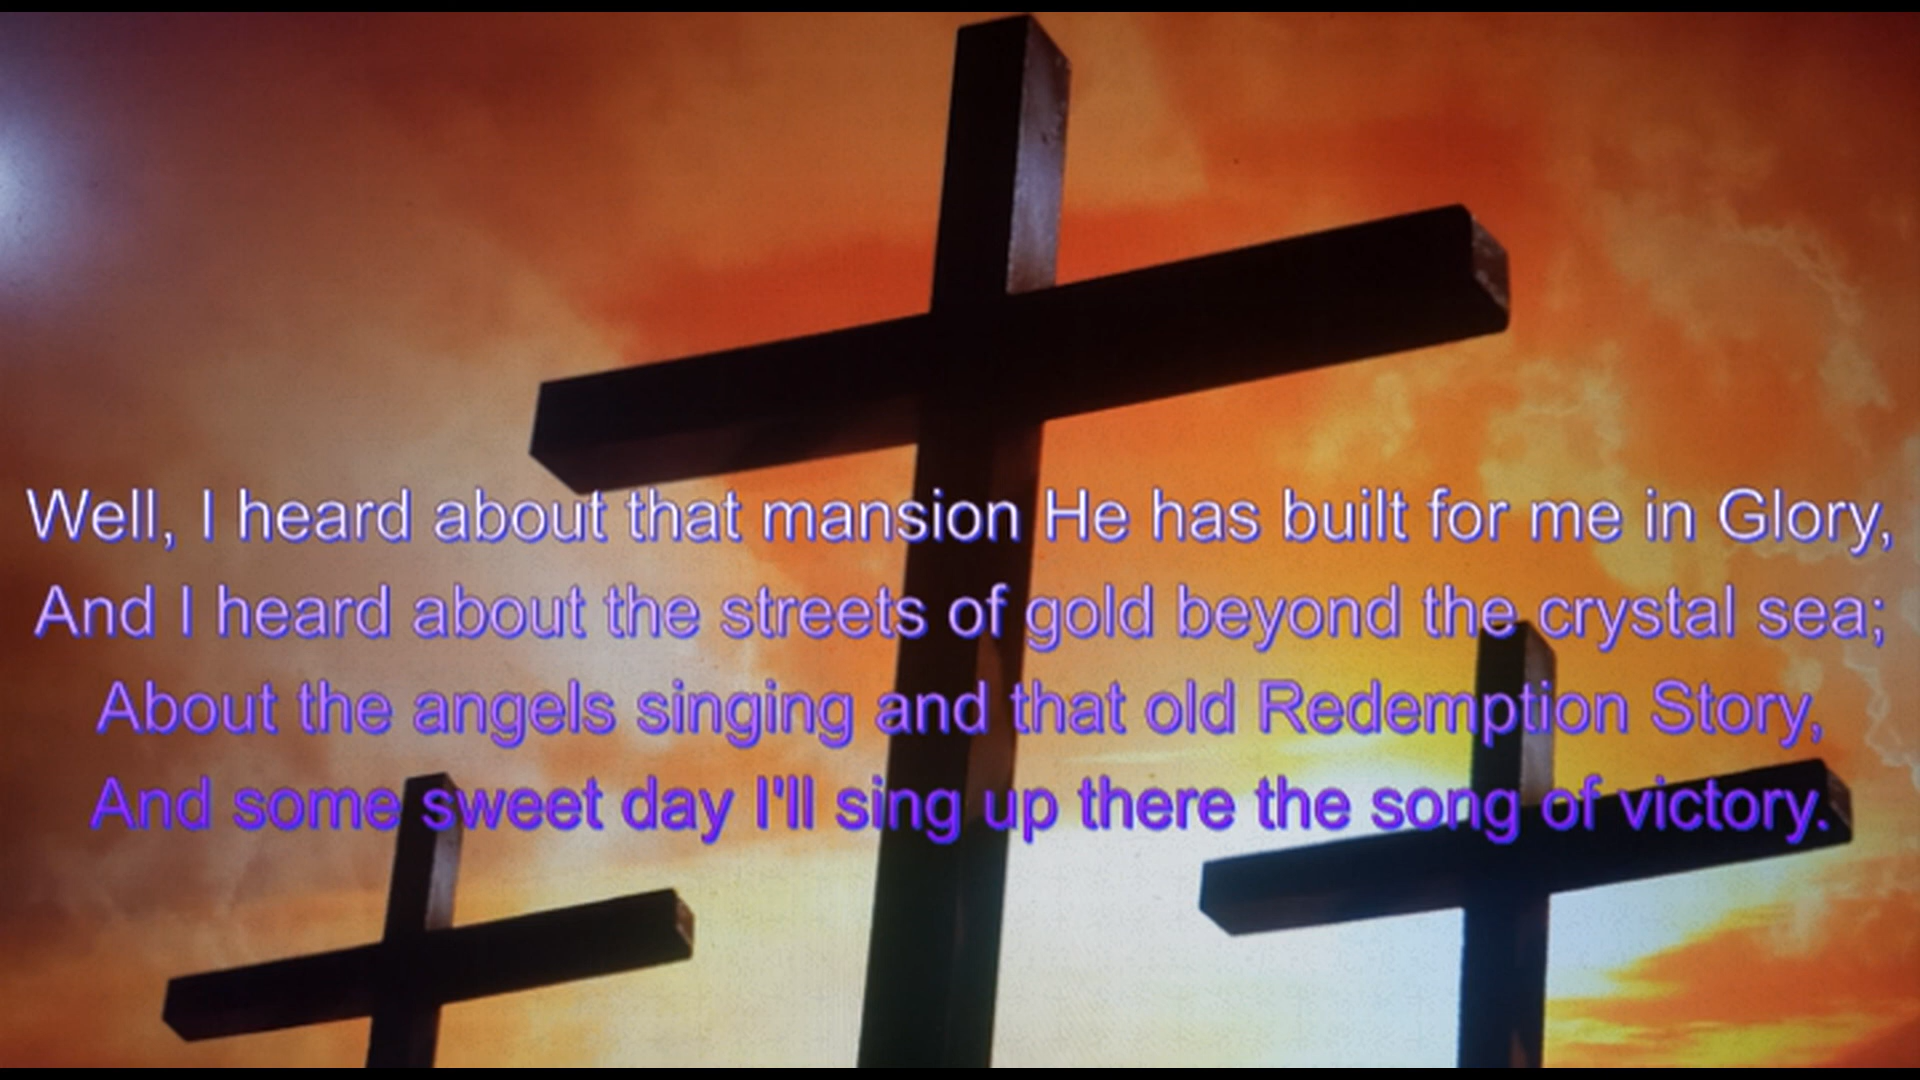 Well, I heard about that mansion He has built for me in Glory,
And I heard about the streets of gold beyond the crystal sea;
About the angels singing and that old Redemption Story,
And some sweet day I'll sing up there the song of victory.